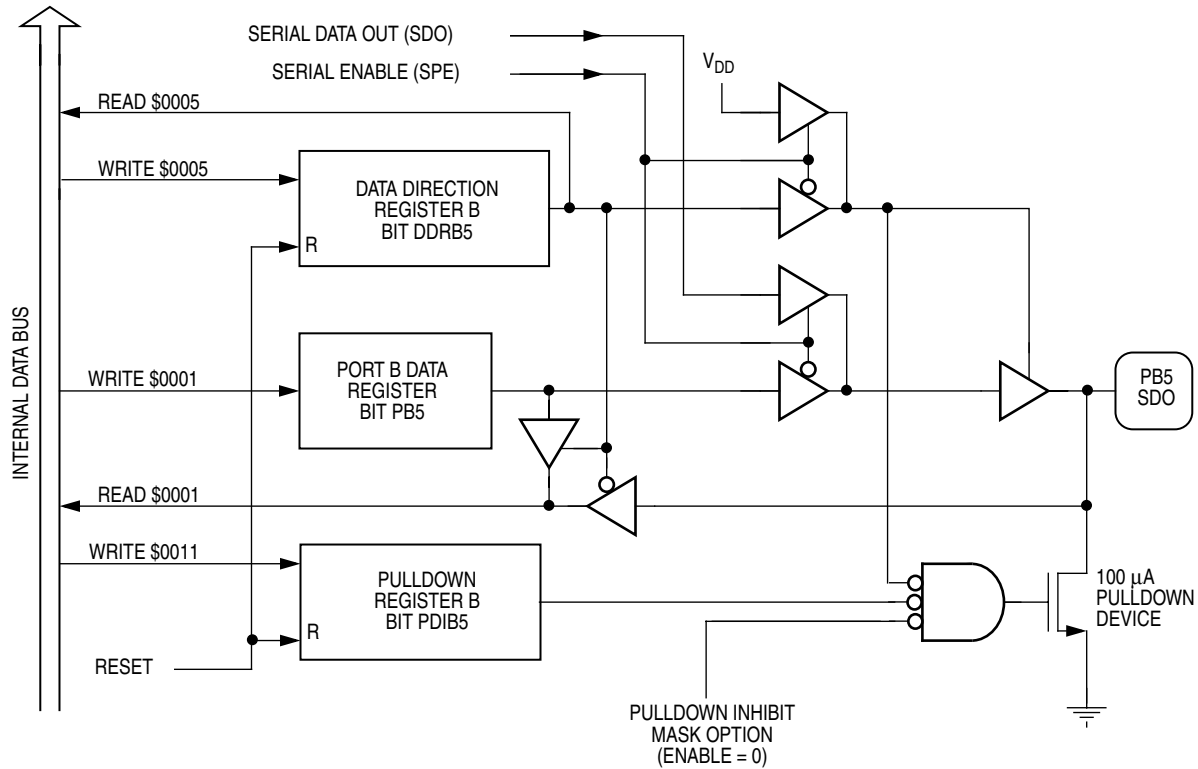 SERIAL DATA OUT (SDO)
SERIAL ENABLE (SPE)
VDD
READ $0005
WRITE $0005
DATA DIRECTION
REGISTER B
BIT DDRB5
R
INTERNAL DATA BUS
WRITE $0001
PORT B DATA
REGISTER
BIT PB5
PB5
SDO
READ $0001
WRITE $0011
PULLDOWN
REGISTER B
BIT PDIB5
R
100 µA
PULLDOWN
DEVICE
RESET
PULLDOWN INHIBIT
MASK OPTION
(ENABLE = 0)